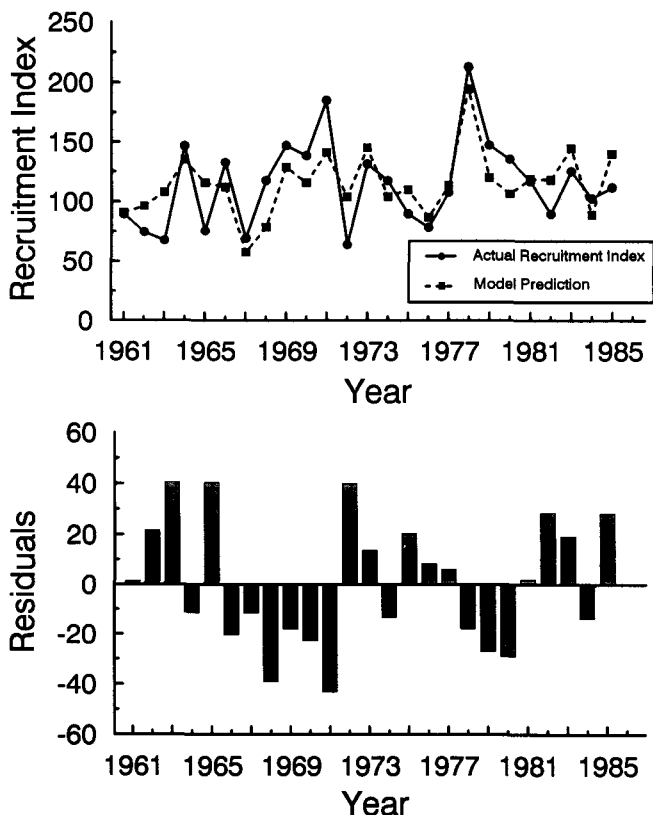 250
200
150
100
50
0
Recruitment Index
Actual Recruitment Index
Model Prediction
1961 1965 1969 1973 1977 1981 1985
Year
60
40
20
0
-20
-40
-60
Residuals
1961 1965 1969 1973 1977 1981 1985
Year